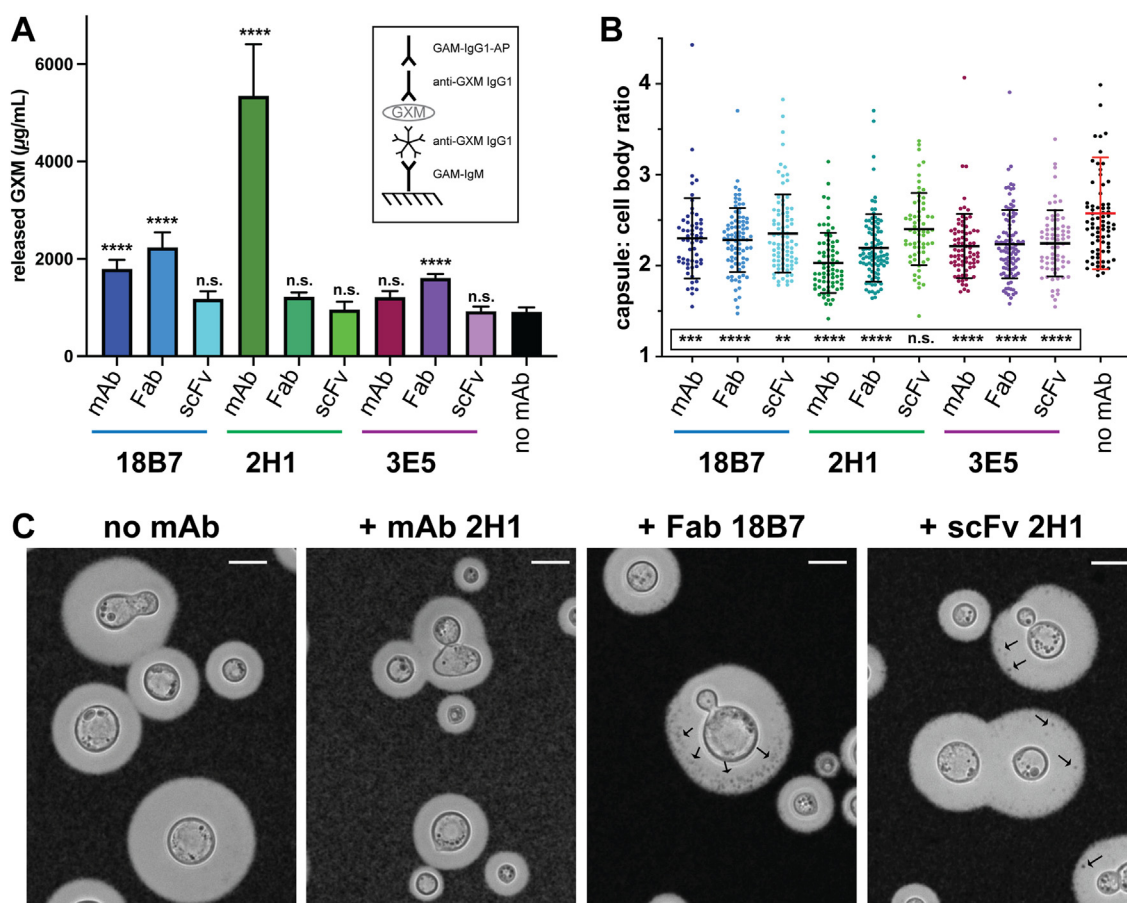 A
released GXM (µg/mL)
6000
4000
2000
0
**** **** n.s. **** n.s. n.s. n.s. **** n.s.
GAM-IgG1-AP
anti-GXM IgG1
GXM
anti-GXM IgG1
GAM-IgM
mAb Fab scFv mAb Fab scFv mAb Fab scFv no mAb
18B7 2H1 3E5
B
capsule: cell body ratio
4
3
2
1
*** **** ** **** **** n.s. **** **** ****
mAb Fab scFv mAb Fab scFv mAb Fab scFv no mAb
18B7 2H1 3E5
C
no mAb
+ mAb 2H1
+ Fab 18B7
+ scFv 2H1